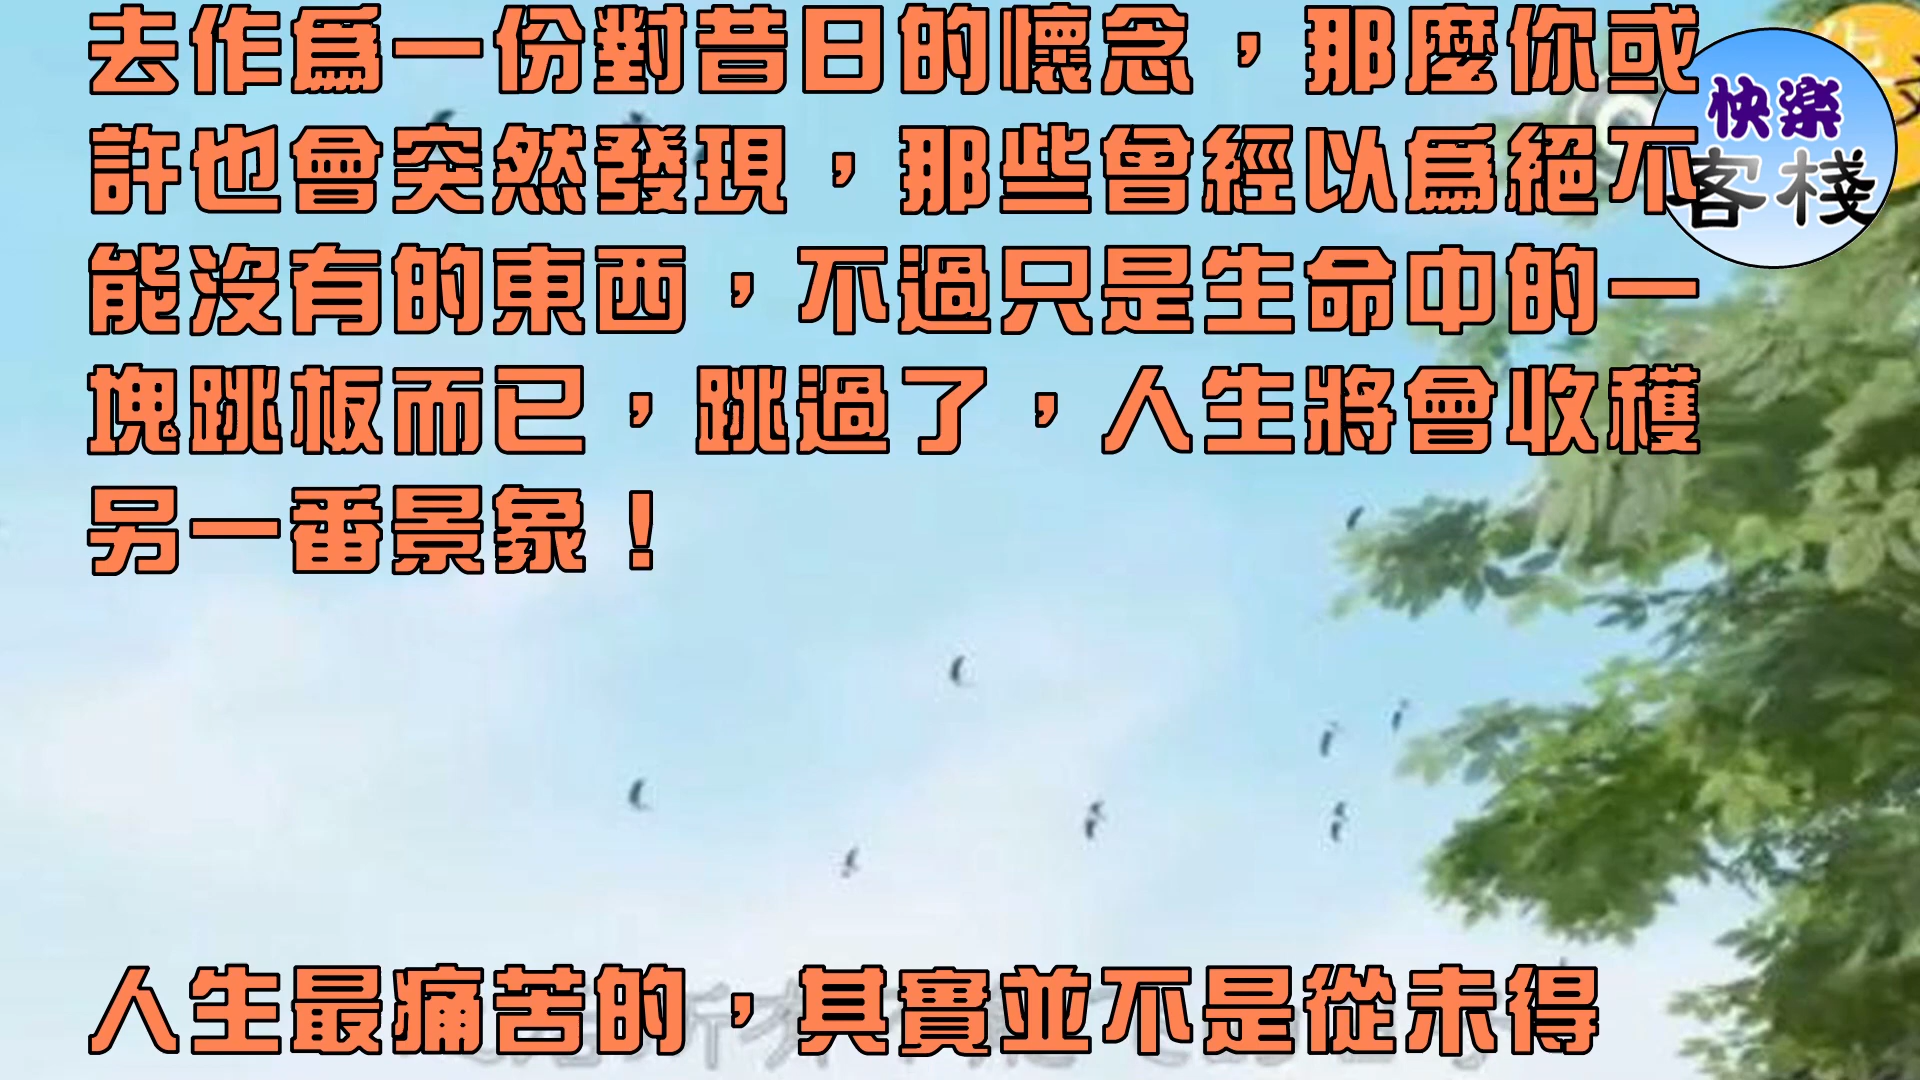 去作爲一份對昔日的懷念，那麼你或
許也會突然發現，那些曾經以爲絕不
能沒有的東西，不過只是生命中的一
塊跳板而已，跳過了，人生將會收穫
另一番景象！
人生最痛苦的，其實並不是從未得
快樂
客棧